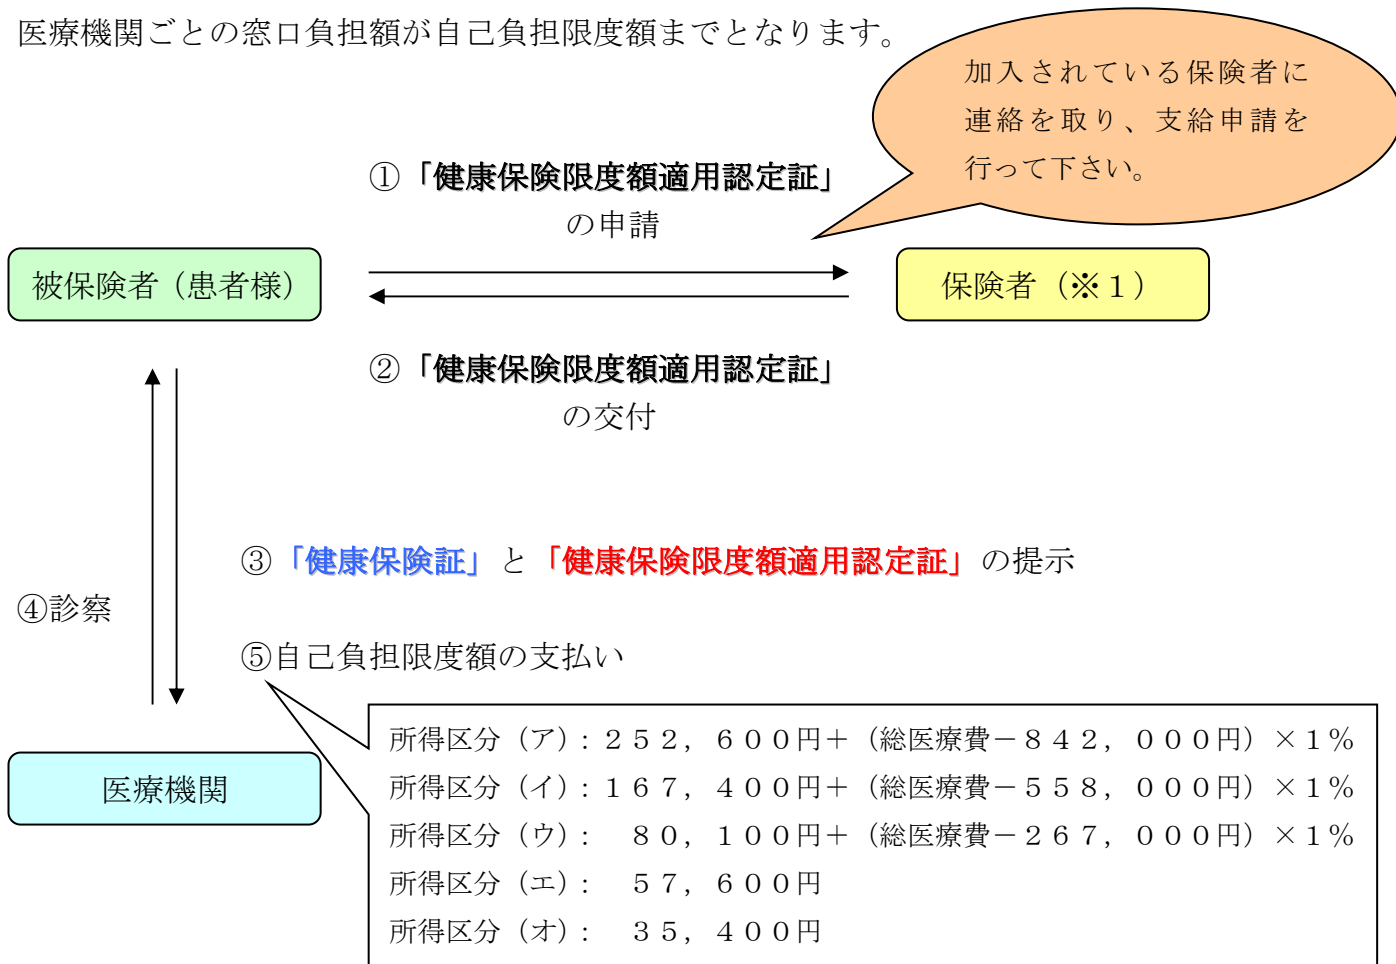 医療機関ごとの窓口負担額が自己負担限度額までとなります。
加入されている保険者に
連絡を取り、支給申請を
行って下さい。
①「健康保険限度額適用認定証」
の申請
被保険者（患者様）
保険者（※１）
②「健康保険限度額適用認定証」
の交付
③「健康保険証」と「健康保険限度額適用認定証」の提示
④診察
⑤自己負担限度額の支払い
医療機関
所得区分（ア）：２５２，６００円＋（総医療費－８４２，０００円）×１％
所得区分（イ）：１６７，４００円＋（総医療費－５５８，０００円）×１％
所得区分（ウ）：　８０，１００円＋（総医療費－２６７，０００円）×１％
所得区分（エ）：　５７，６００円
所得区分（オ）：　３５，４００円